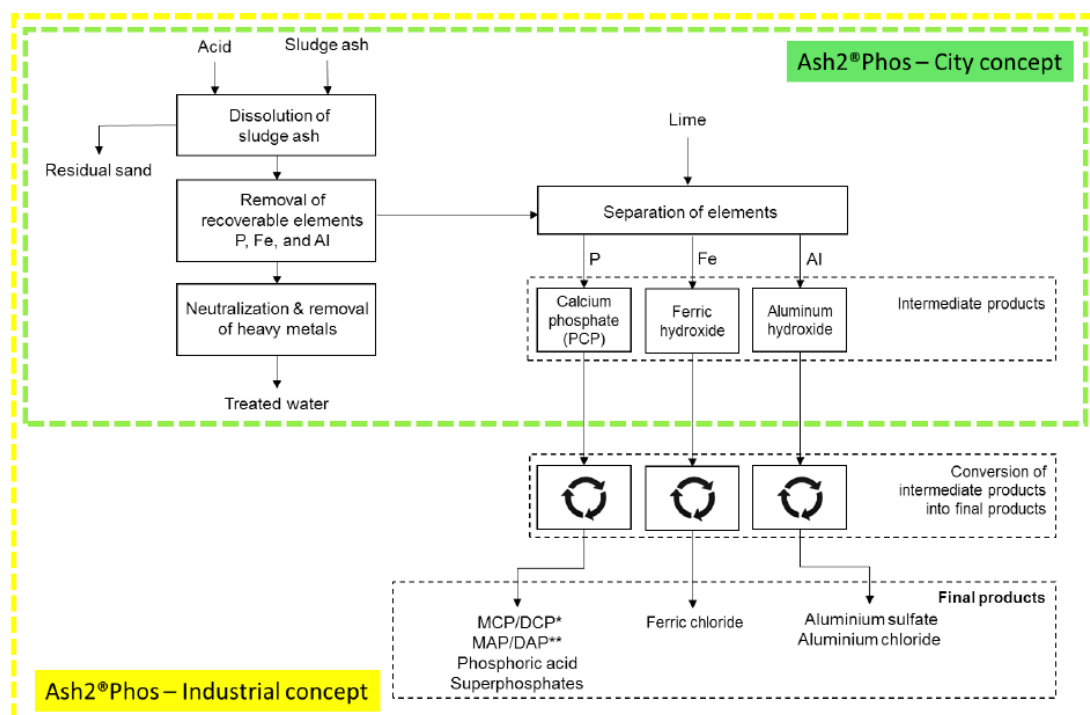 Ash2®Phos – City concept
Acid
Sludge ash
Dissolution of
sludge ash
Residual sand
Removal of
recoverable elements
P, Fe, and Al
Neutralization & removal
of heavy metals
Treated water
Lime
Separation of elements
P
Fe
Al
Calcium
phosphate
(PCP)
Ferric
hydroxide
Aluminum
hydroxide
Intermediate products
Conversion of
intermediate products
into final products
Final products
MCP/DCP*
MAP/DAP**
Phosphoric acid
Superphosphates
Ferric chloride
Aluminium sulfate
Aluminium chloride
Ash2®Phos – Industrial concept